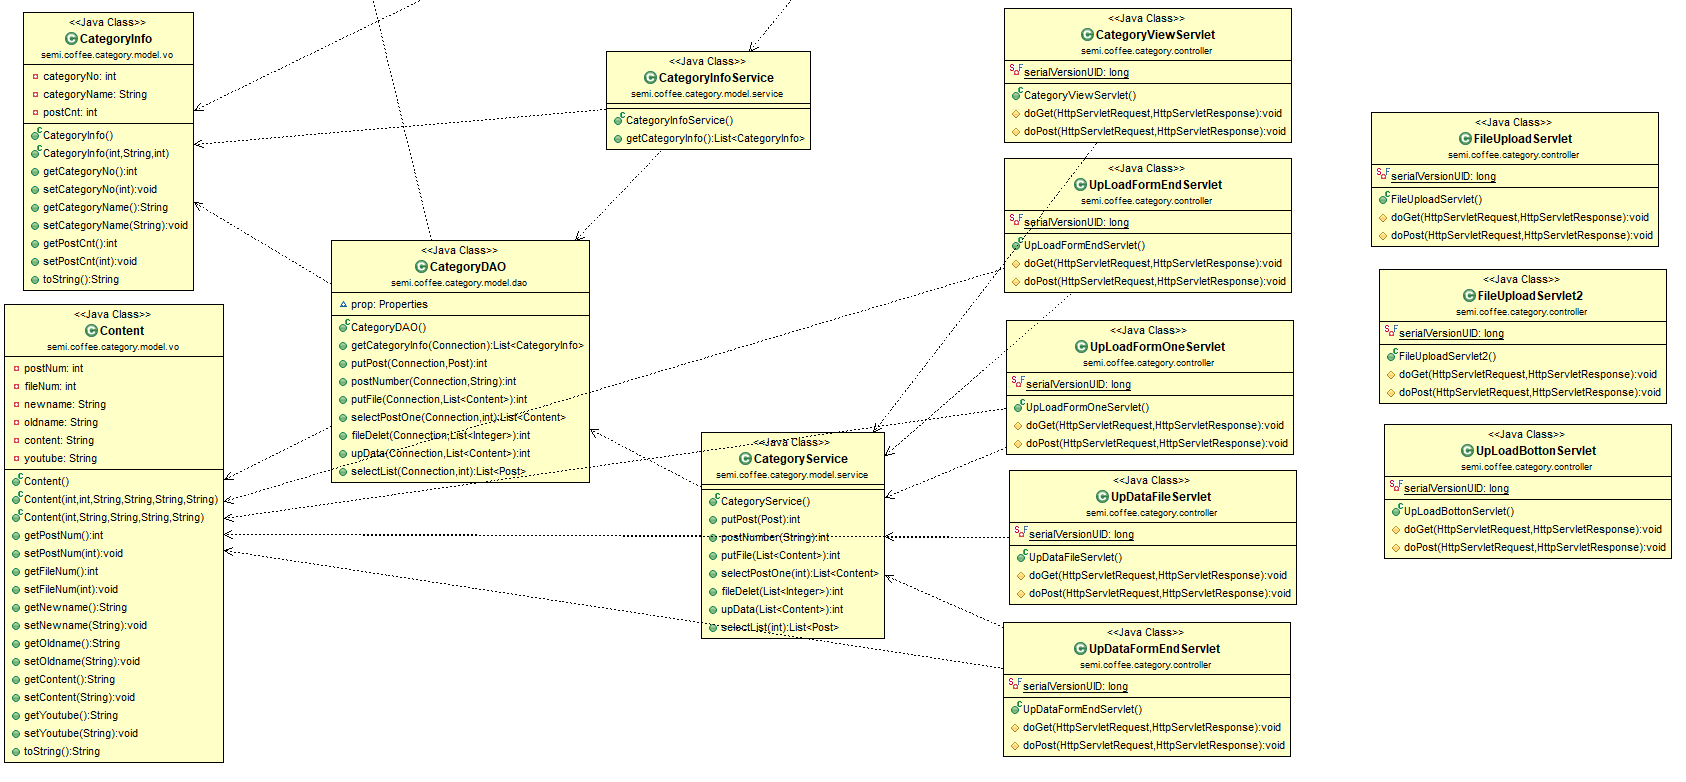 <<Java Class>>
CategoryInfo
semi.coffee.category.model.vo
categoryNo: int
categoryName: String
postCnt: int
CategoryInfo()
CategoryInfo(int,String,int)
getCategoryNo():int
setCategoryNo(int):void
getCategoryName():String
setCategoryName(String):void
getPostCnt():int
setPostCnt(int):void
toString():String
<<Java Class>>
Content
semi.coffee.category.model.vo
postNum: int
fileNum: int
newname: String
oldname: String
content: String
youtube: String
Content()
Content(int,int,String,String,String,String)
Content(int,String,String,String,String)
getPostNum():int
setPostNum(int):void
getFileNum():int
setFileNum(int):void
getNewname():String
setNewname(String):void
getOldname():String
setOldname(String):void
getContent():String
setContent(String):void
getYoutube():String
setYoutube(String):void
toString():String
<<Java Class>>
CategoryDAO
semi.coffee.category.model.dao
prop: Properties
CategoryDAO()
getCategoryInfo(Connection):List<CategoryInfo>
putPost(Connection,Post):int
postNumber(Connection,String):int
putFile(Connection,List<Content>):int
selectPostOne(Connection,int):List<Content>
fileDelet(Connection,List<Integer>):int
upData(Connection,List<Content>):int
selectList(Connection,int):List<Post>
<<Java Class>>
CategoryInfoService
semi.coffee.category.model.service
CategoryInfoService()
getCategoryInfo():List<CategoryInfo>
<<Java Class>>
CategoryService
semi.coffee.category.model.service
CategoryService()
putPost(Post):int
postNumber(String):int
putFile(List<Content>):int
selectPostOne(int):List<Content>
fileDelet(List<Integer>):int
upData(List<Content>):int
selectList(int):List<Post>
<<Java Class>>
CategoryViewServlet
semi.coffee.category.controller
serialVersionUID: long
CategoryViewServlet()
doGet(HttpServletRequest,HttpServletResponse):void
doPost(HttpServletRequest,HttpServletResponse):void
<<Java Class>>
UpLoadFormEndServlet
semi.coffee.category.controller
serialVersionUID: long
UpLoadFormEndServlet()
doGet(HttpServletRequest,HttpServletResponse):void
doPost(HttpServletRequest,HttpServletResponse):void
<<Java Class>>
UpLoadFormOneServlet
semi.coffee.category.controller
serialVersionUID: long
UpLoadFormOneServlet()
doGet(HttpServletRequest,HttpServletResponse):void
doPost(HttpServletRequest,HttpServletResponse):void
<<Java Class>>
UpDataFileServlet
semi.coffee.category.controller
serialVersionUID: long
UpDataFileServlet()
doGet(HttpServletRequest,HttpServletResponse):void
doPost(HttpServletRequest,HttpServletResponse):void
<<Java Class>>
UpDataFormEndServlet
semi.coffee.category.controller
serialVersionUID: long
UpDataFormEndServlet()
doGet(HttpServletRequest,HttpServletResponse):void
doPost(HttpServletRequest,HttpServletResponse):void
<<Java Class>>
FileUploadServlet
semi.coffee.category.controller
serialVersionUID: long
FileUploadServlet()
doGet(HttpServletRequest,HttpServletResponse):void
doPost(HttpServletRequest,HttpServletResponse):void
<<Java Class>>
FileUploadServlet2
semi.coffee.category.controller
serialVersionUID: long
FileUploadServlet2()
doGet(HttpServletRequest,HttpServletResponse):void
doPost(HttpServletRequest,HttpServletResponse):void
<<Java Class>>
UpLoadBottonServlet
semi.coffee.category.controller
serialVersionUID: long
UpLoadBottonServlet()
doGet(HttpServletRequest,HttpServletResponse):void
doPost(HttpServletRequest,HttpServletResponse):void